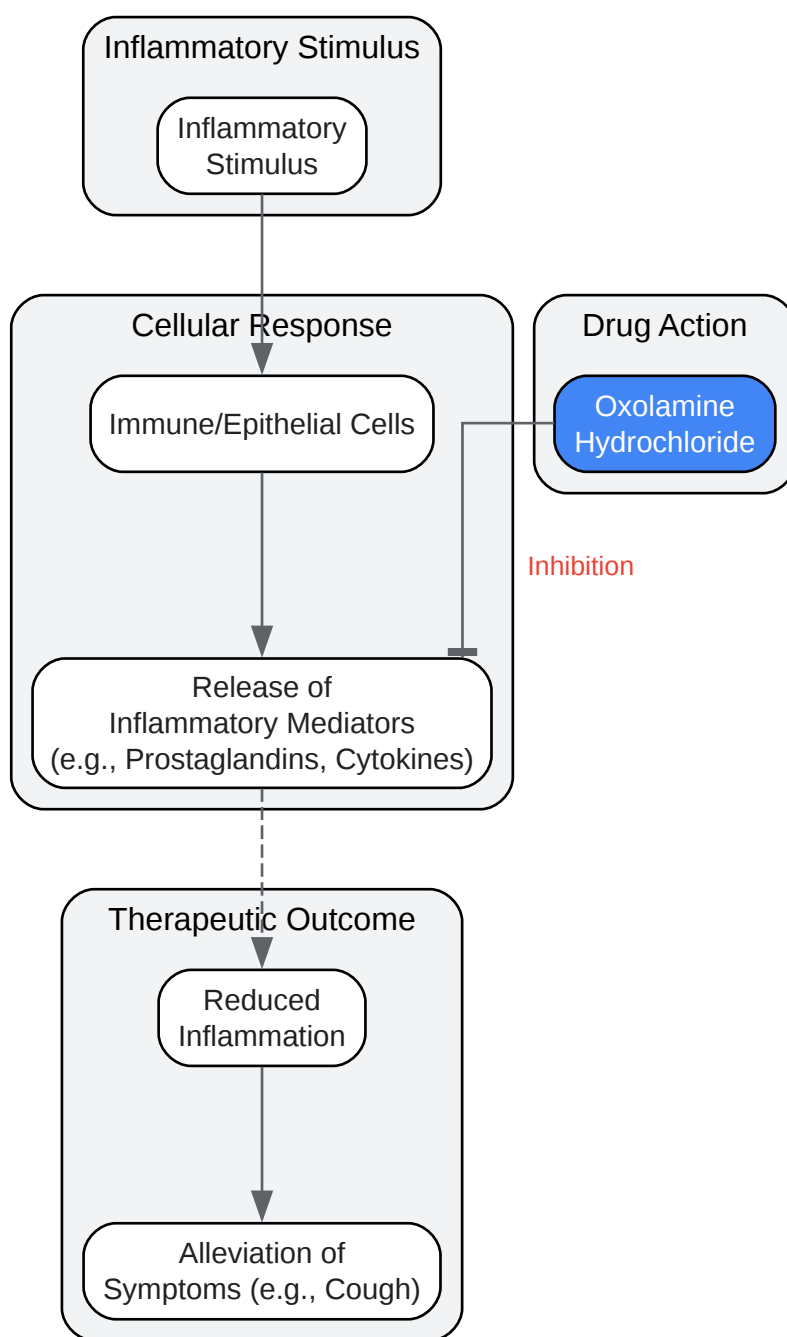 Inflammatory Stimulus
Inflammatory
Stimulus
Cellular Response
Immune/Epithelial Cells
Drug Action
Oxolamine
Hydrochloride
Inhibition
Release of
Inflammatory Mediators
(e.g., Prostaglandins, Cytokines)
Therapeutic Outcome
Reduced
Inflammation
Alleviation of
Symptoms (e.g., Cough)